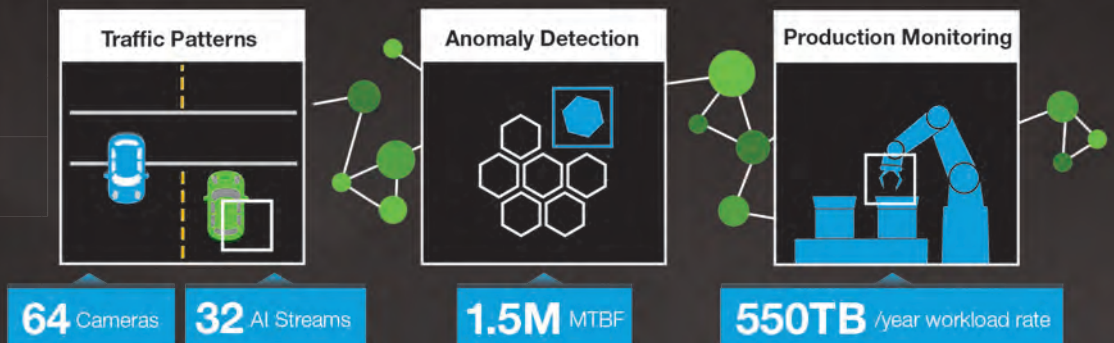 Traffic Patterns
Anomaly Detection
Production Monitoring
64 Cameras
32 AI Streams
1.5M MTBF
550TB /year workload rate